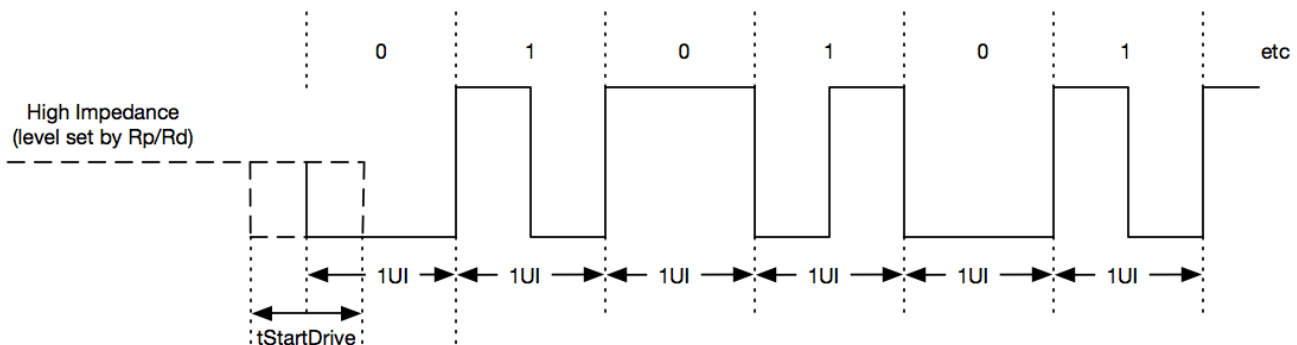 0 1 0 1 0 1 etc
High Impedance
(level set by Rp/Rd)
1UI 1UI 1UI 1UI 1UI 1UI
tStartDrive